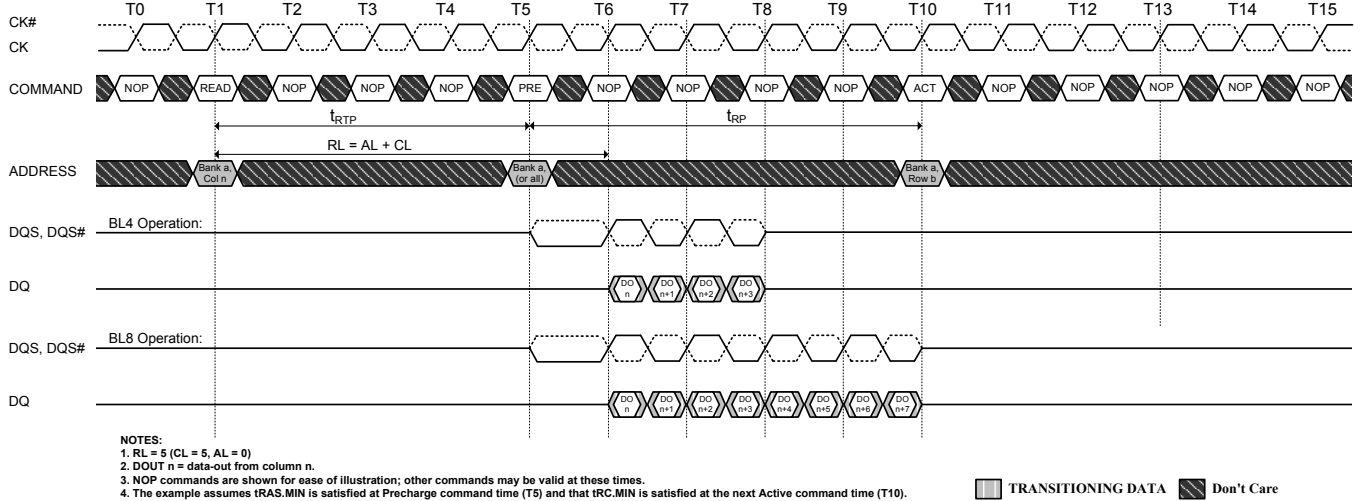 T0 T1 T2 T3 T4 T5 T6 T7 T8 T9 T10 T11 T12 T13 T14 T15
CK#
CK
COMMAND NOP READ NOP NOP NOP PRE NOP NOP NOP NOP ACT NOP NOP NOP NOP NOP
tRTP tRP
RL = AL + CL
ADDRESS
Bank a, Col n
Bank a, (or all)
Bank a, Row b
BL4 Operation:
DQS, DQS#
DQ
DO n
DO n+1
DO n+2
DO n+3
BL8 Operation:
DQS, DQS#
DQ
DO n
DO n+1
DO n+2
DO n+3
DO n+4
DO n+5
DO n+6
DO n+7
NOTES:
1. RL = 5 (CL = 5, AL = 0)
2. DOUT n = data-out from column n.
3. NOP commands are shown for ease of illustration; other commands may be valid at these times.
4. The example assumes tRAS.MIN is satisfied at Precharge command time (T5) and that tRC.MIN is satisfied at the next Active command time (T10).
TRANSITIONING DATA Don't Care